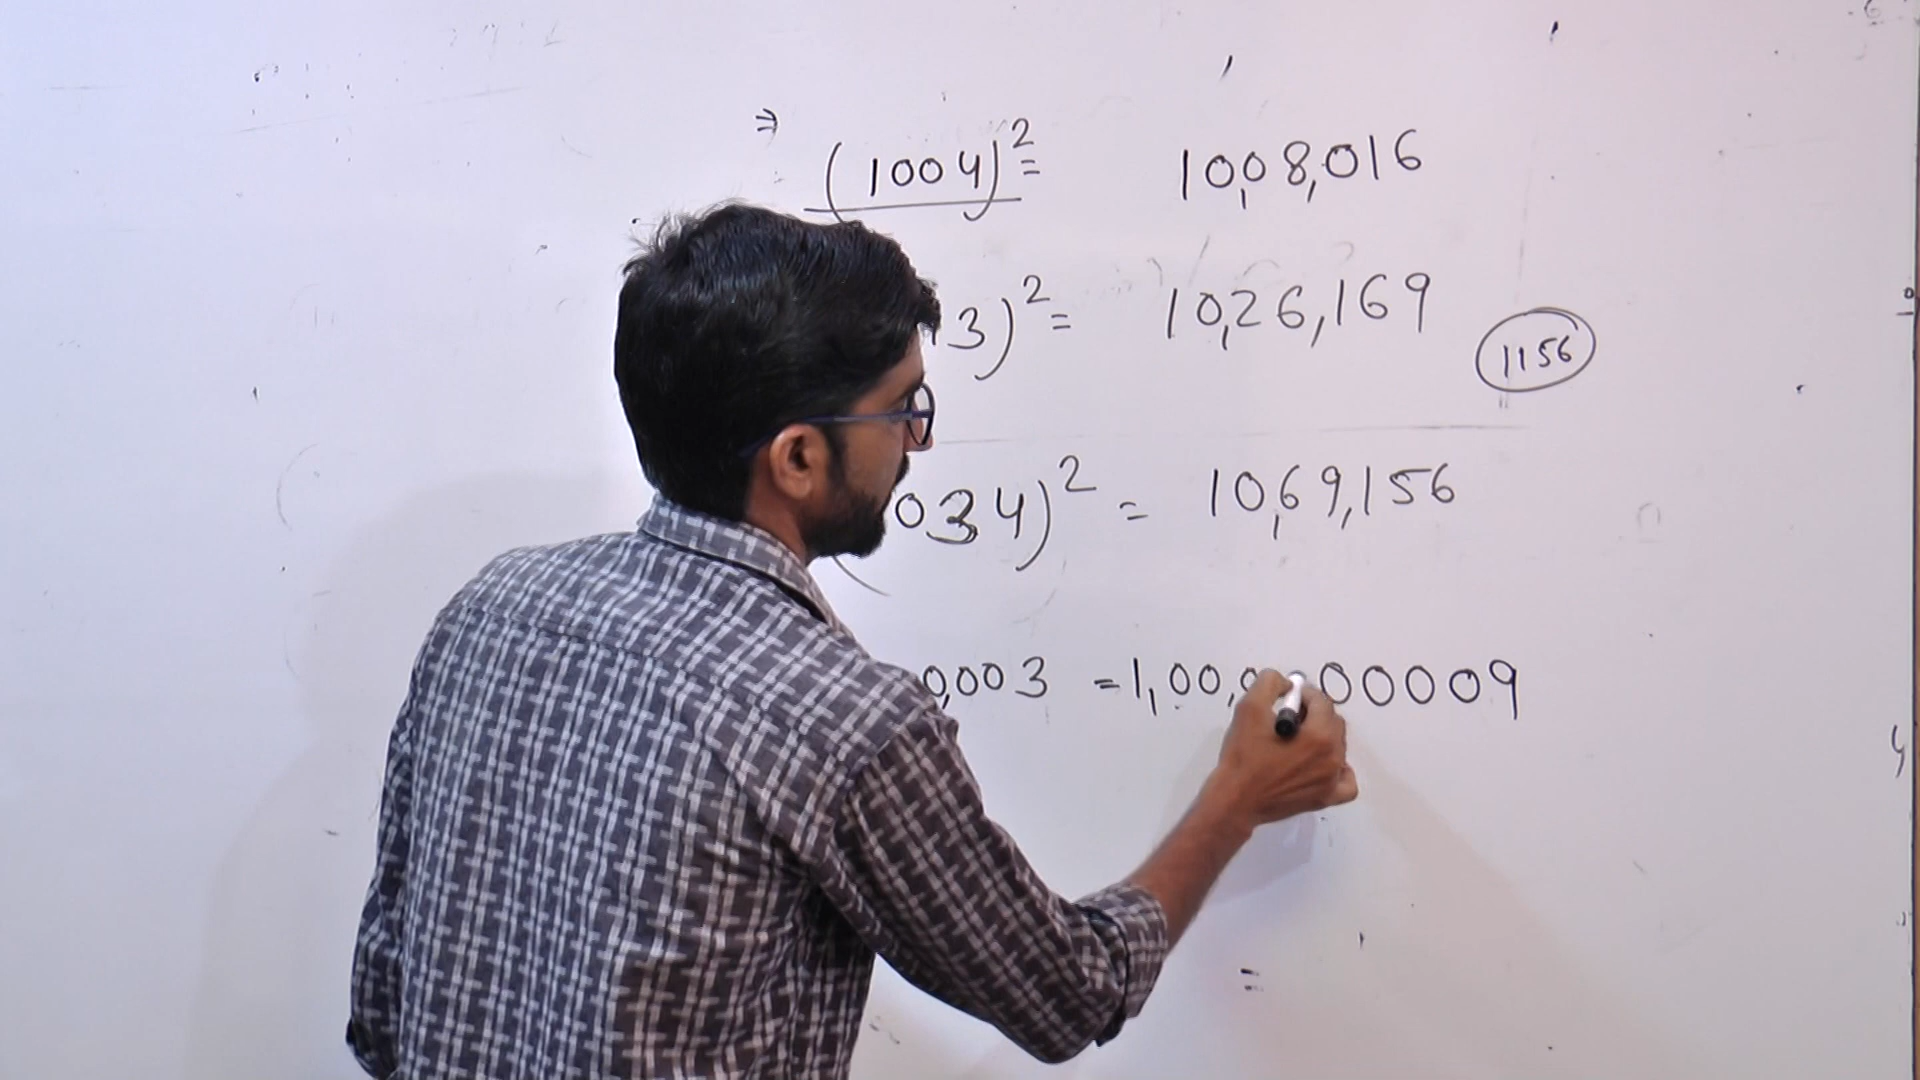 ⇒ (1004)² = 10,08,016
3)² = 10,26,169
1156
034)² = 10,69,156
0,003 = 1,00,0 00009